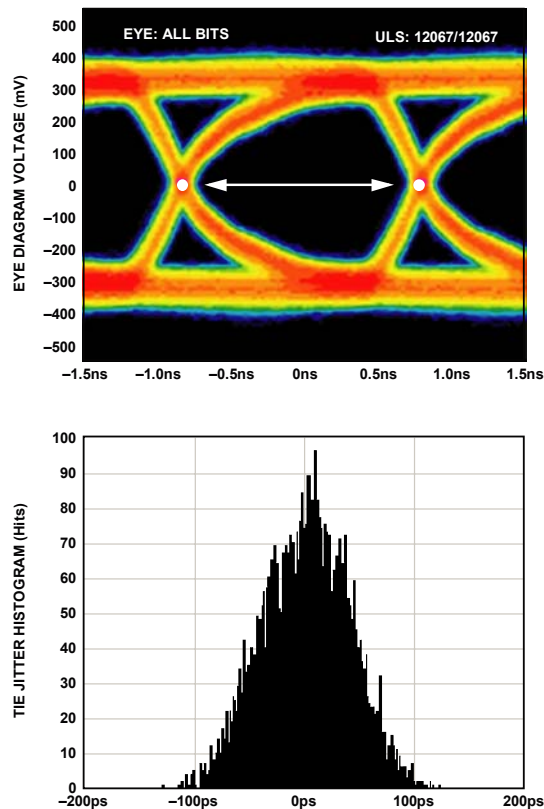 EYE: ALL BITS
ULS: 12067/12067
EYE DIAGRAM VOLTAGE (mV)
500
400
300
200
100
0
–100
–200
–300
–400
–500
–1.5ns
–1.0ns
–0.5ns
0ns
0.5ns
1.0ns
1.5ns
TIE JITTER HISTOGRAM (Hits)
100
90
80
70
60
50
40
30
20
10
0
–200ps
–100ps
0ps
100ps
200ps